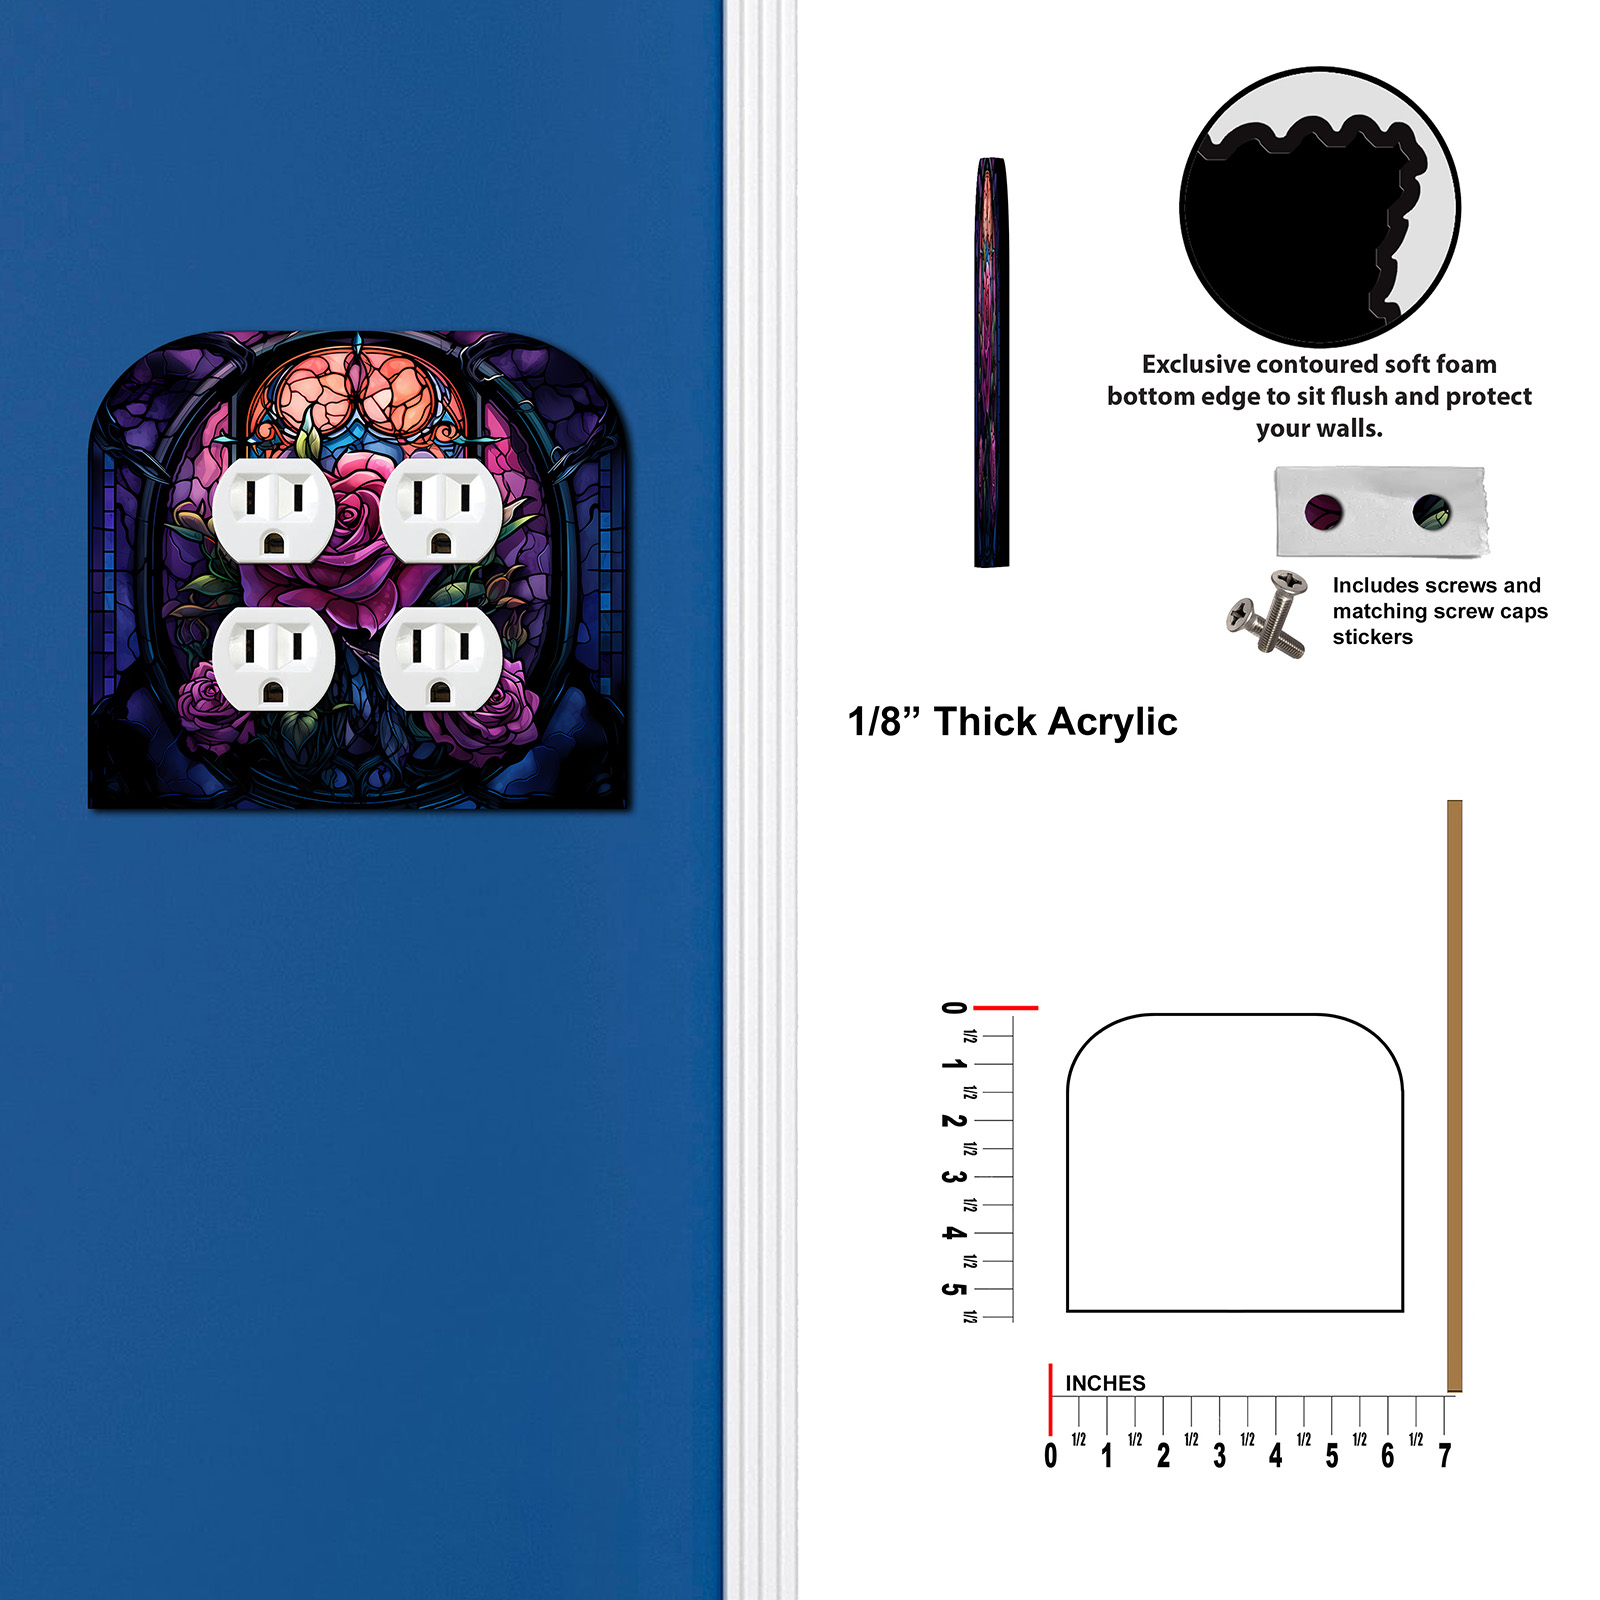 Exclusive contoured soft foam
bottom edge to sit flush and protect
your walls.
Includes screws and
matching screw caps
stickers
1/8” Thick Acrylic
0
1/2
1
1/2
2
1/2
3
1/2
4
1/2
5
1/2
INCHES
0 1/2 1 1/2 2 1/2 3 1/2 4 1/2 5 1/2 6 1/2 7